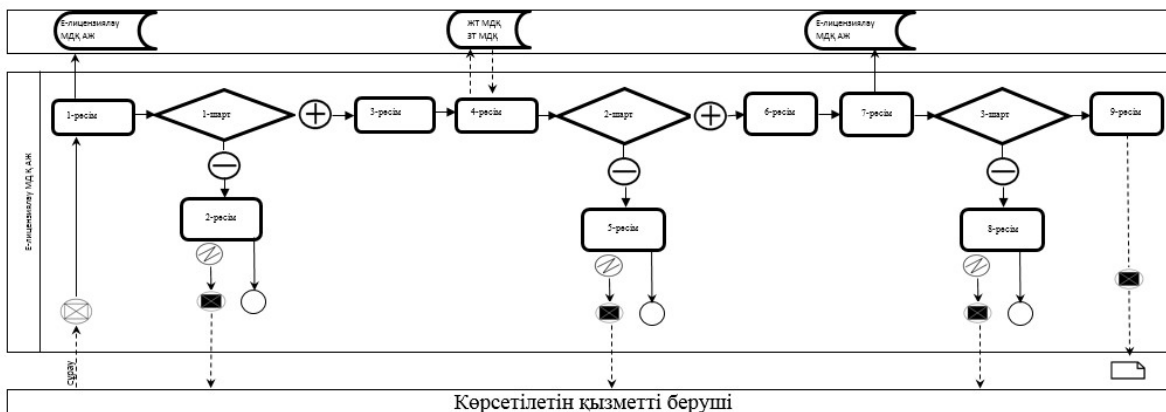 Е-лицензиялау
МДҚ АЖ
ЖТ МДҚ
ЗТ МДҚ
Е-лицензиялау
МДҚ АЖ
Е-лицензиялау МД Қ АЖ
1-рәсім
1-шарт
3-рәсім
4-рәсім
2-шарт
6-рәсім
7-рәсім
3-шарт
9-рәсім
2-рәсім
5-рәсім
8-рәсім
сұрау
Көрсетілетін қызметті беруші